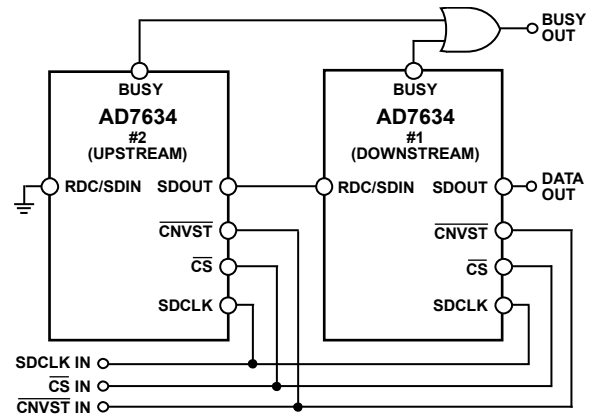 BUSY
OUT
BUSY
BUSY
AD7634
#2
(UPSTREAM)
AD7634
#1
(DOWNSTREAM)
RDC/SDIN SDOUT
RDC/SDIN SDOUT
DATA
OUT
CNVST
CNVST
CS
CS
SDCLK
SDCLK
SDCLK IN
CS IN
CNVST IN